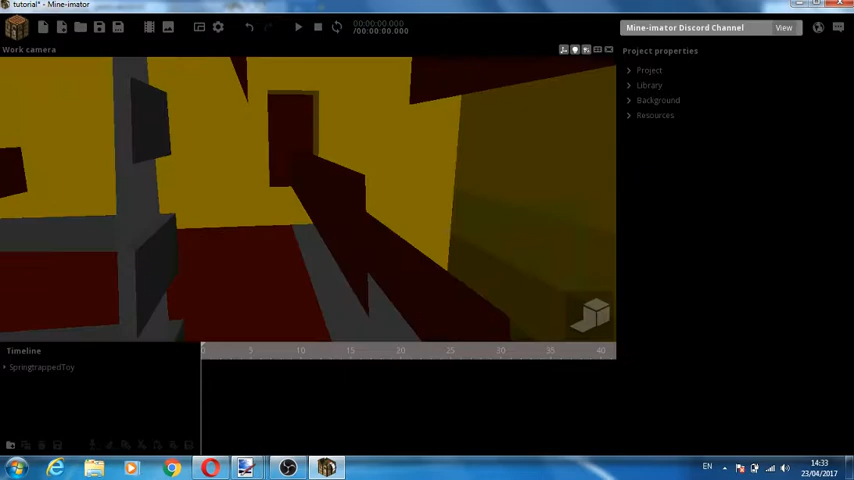 tutorial* - Mine-imator
00:00:00.000
/00:00:00.000
Mine-imator Discord Channel
View
Work camera
Project properties
Project
Library
Background
Resources
Timeline
0 5 10 15 20 25 30 35 40
SpringtrappedToy
EN
14:33
23/04/2017